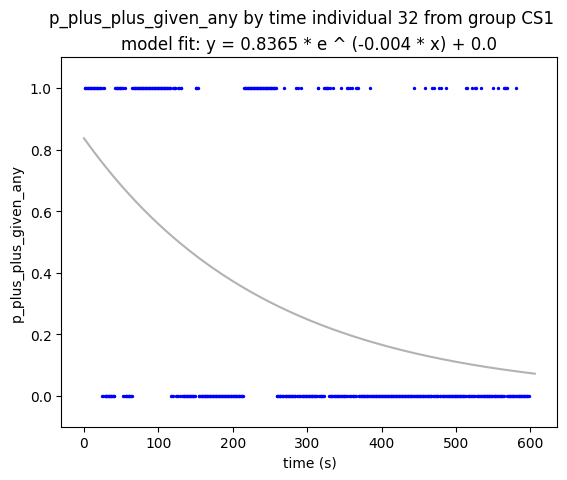 p_plus_plus_given_any by time individual 32 from group CS1
model fit: y = 0.8365 * e ^ (-0.004 * x) + 0.0
1.0
0.8
0.6
0.4
0.2
0.0
p_plus_plus_given_any
0 100 200 300 400 500 600
time (s)